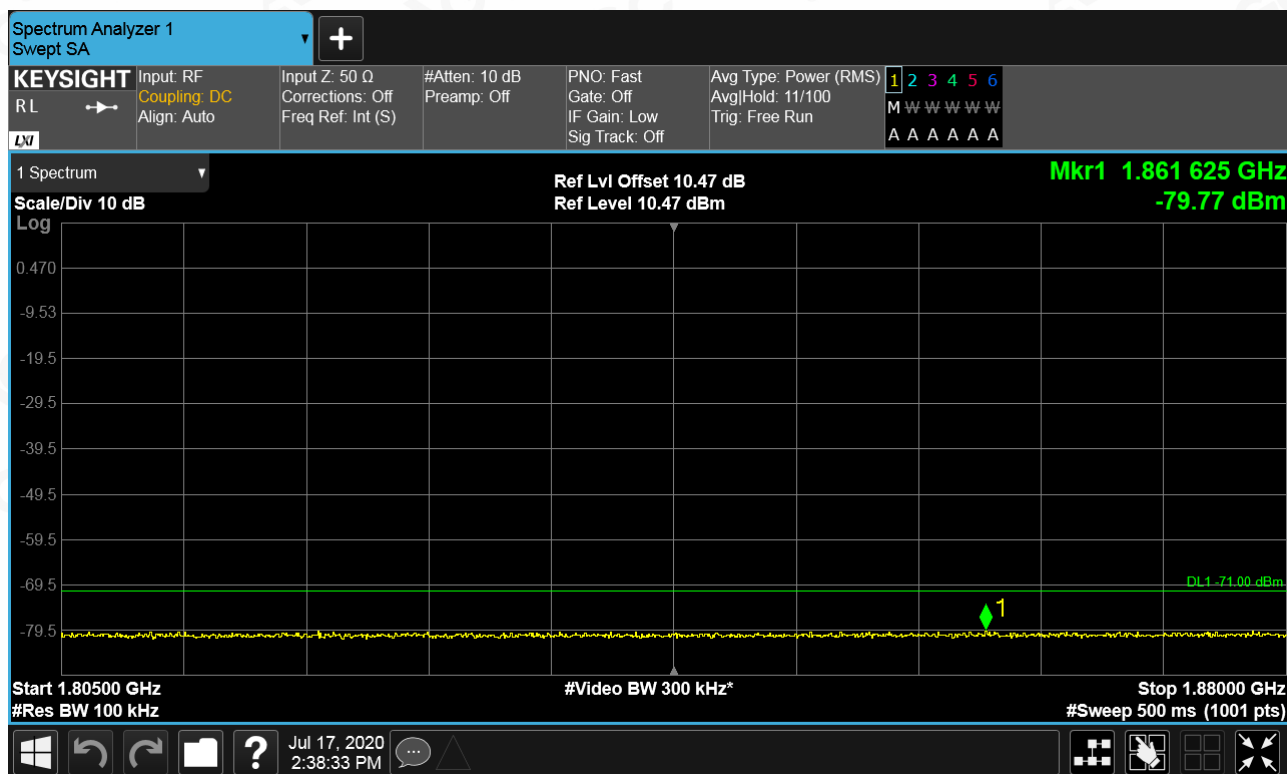 Spectrum Analyzer 1
Swept SA
KEYSIGHT
R L
LXI
Input: RF
Coupling: DC
Align: Auto
Input Z: 50 Ω
Corrections: Off
Freq Ref: Int (S)
#Atten: 10 dB
Preamp: Off
PNO: Fast
Gate: Off
IF Gain: Low
Sig Track: Off
Avg Type: Power (RMS)
Avg|Hold: 11/100
Trig: Free Run
1 2 3 4 5 6
M W W W W W
A A A A A A
1 Spectrum
Scale/Div 10 dB
Log
Ref Lvl Offset 10.47 dB
Ref Level 10.47 dBm
Mkr1 1.861 625 GHz
-79.77 dBm
0.470
-9.53
-19.5
-29.5
-39.5
-49.5
-59.5
-69.5
DL1 -71.00 dBm
1
-79.5
Start 1.80500 GHz
#Res BW 100 kHz
#Video BW 300 kHz*
Stop 1.88000 GHz
#Sweep 500 ms (1001 pts)
?
Jul 17, 2020
2:38:33 PM